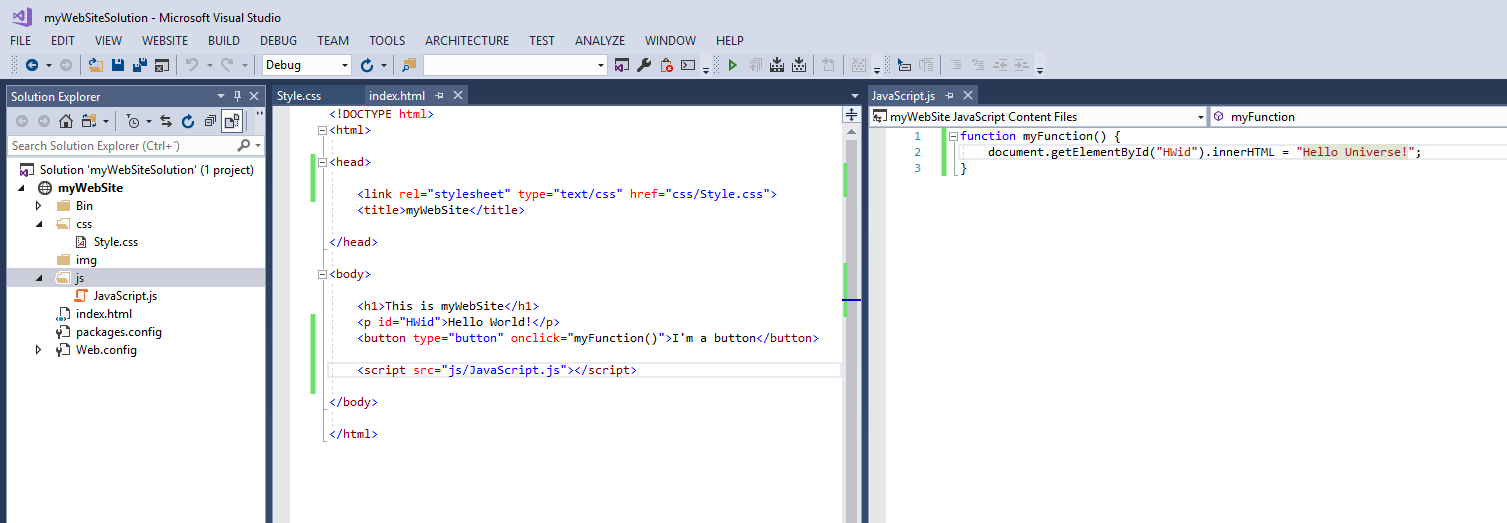 myWebSiteSolution - Microsoft Visual Studio
FILE EDIT VIEW WEBSITE BUILD DEBUG TEAM TOOLS ARCHITECTURE TEST ANALYZE WINDOW HELP
Debug
Solution Explorer
Search Solution Explorer (Ctrl+`)
Solution 'myWebSiteSolution' (1 project)
myWebSite
Bin
css
Style.css
img
js
JavaScript.js
index.html
packages.config
Web.config
Style.css index.html
<!DOCTYPE html>
<html>
<head>
<link rel="stylesheet" type="text/css" href="css/Style.css">
<title>myWebSite</title>
</head>
<body>
<h1>This is myWebSite</h1>
<p id="HWid">Hello World!</p>
<button type="button" onclick="myFunction()">I'm a button</button>
<script src="js/JavaScript.js"></script>
</body>
</html>
JavaScript.js
myWebSite JavaScript Content Files myFunction
1 function myFunction() {
2 document.getElementById("HWid").innerHTML = "Hello Universe!";
3 }